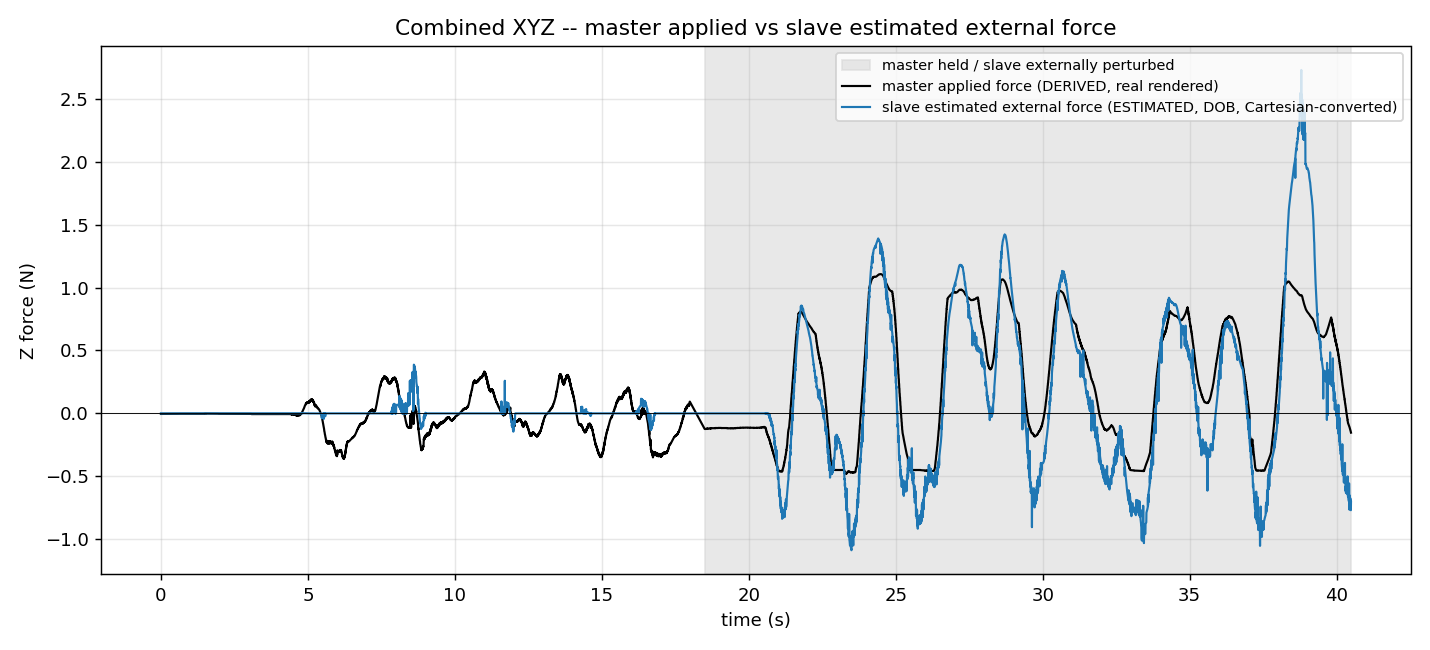 Combined XYZ -- master applied vs slave estimated external force
master held / slave externally perturbed
master applied force (DERIVED, real rendered)
slave estimated external force (ESTIMATED, DOB, Cartesian-converted)
Z force (N)
2.5
2.0
1.5
1.0
0.5
0.0
−0.5
−1.0
0 5 10 15 20 25 30 35 40
time (s)